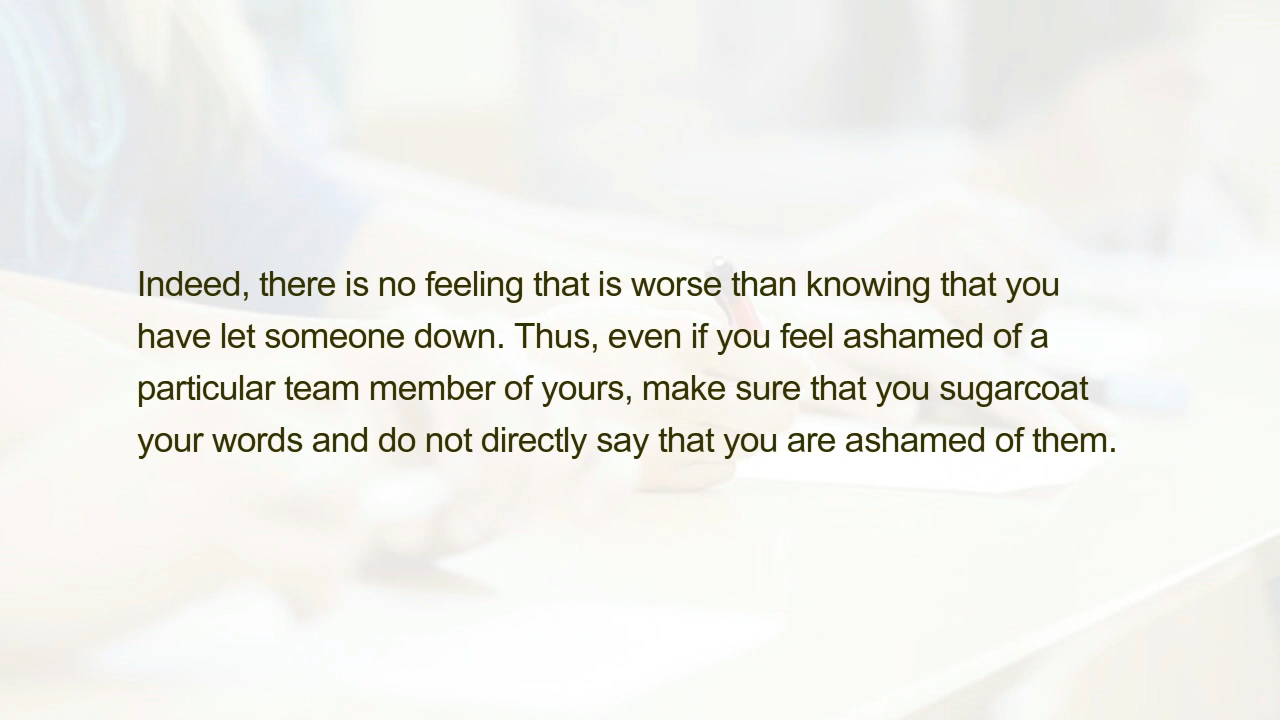 Indeed, there is no feeling that is worse than knowing that you
have let someone down. Thus, even if you feel ashamed of a
particular team member of yours, make sure that you sugarcoat
your words and do not directly say that you are ashamed of them.